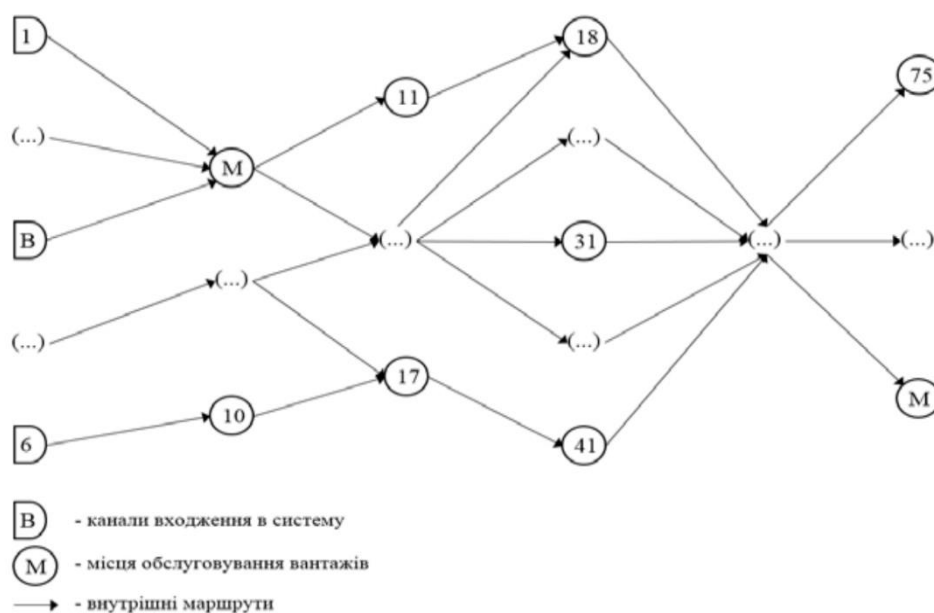 1
18
75
11
(...)
(...)
M
B
(...)
31
(...)
(...)
(...)
(...)
(...)
17
M
10
6
41
B - канали входження в систему
M - місця обслуговування вантажів
- внутрішні маршрути